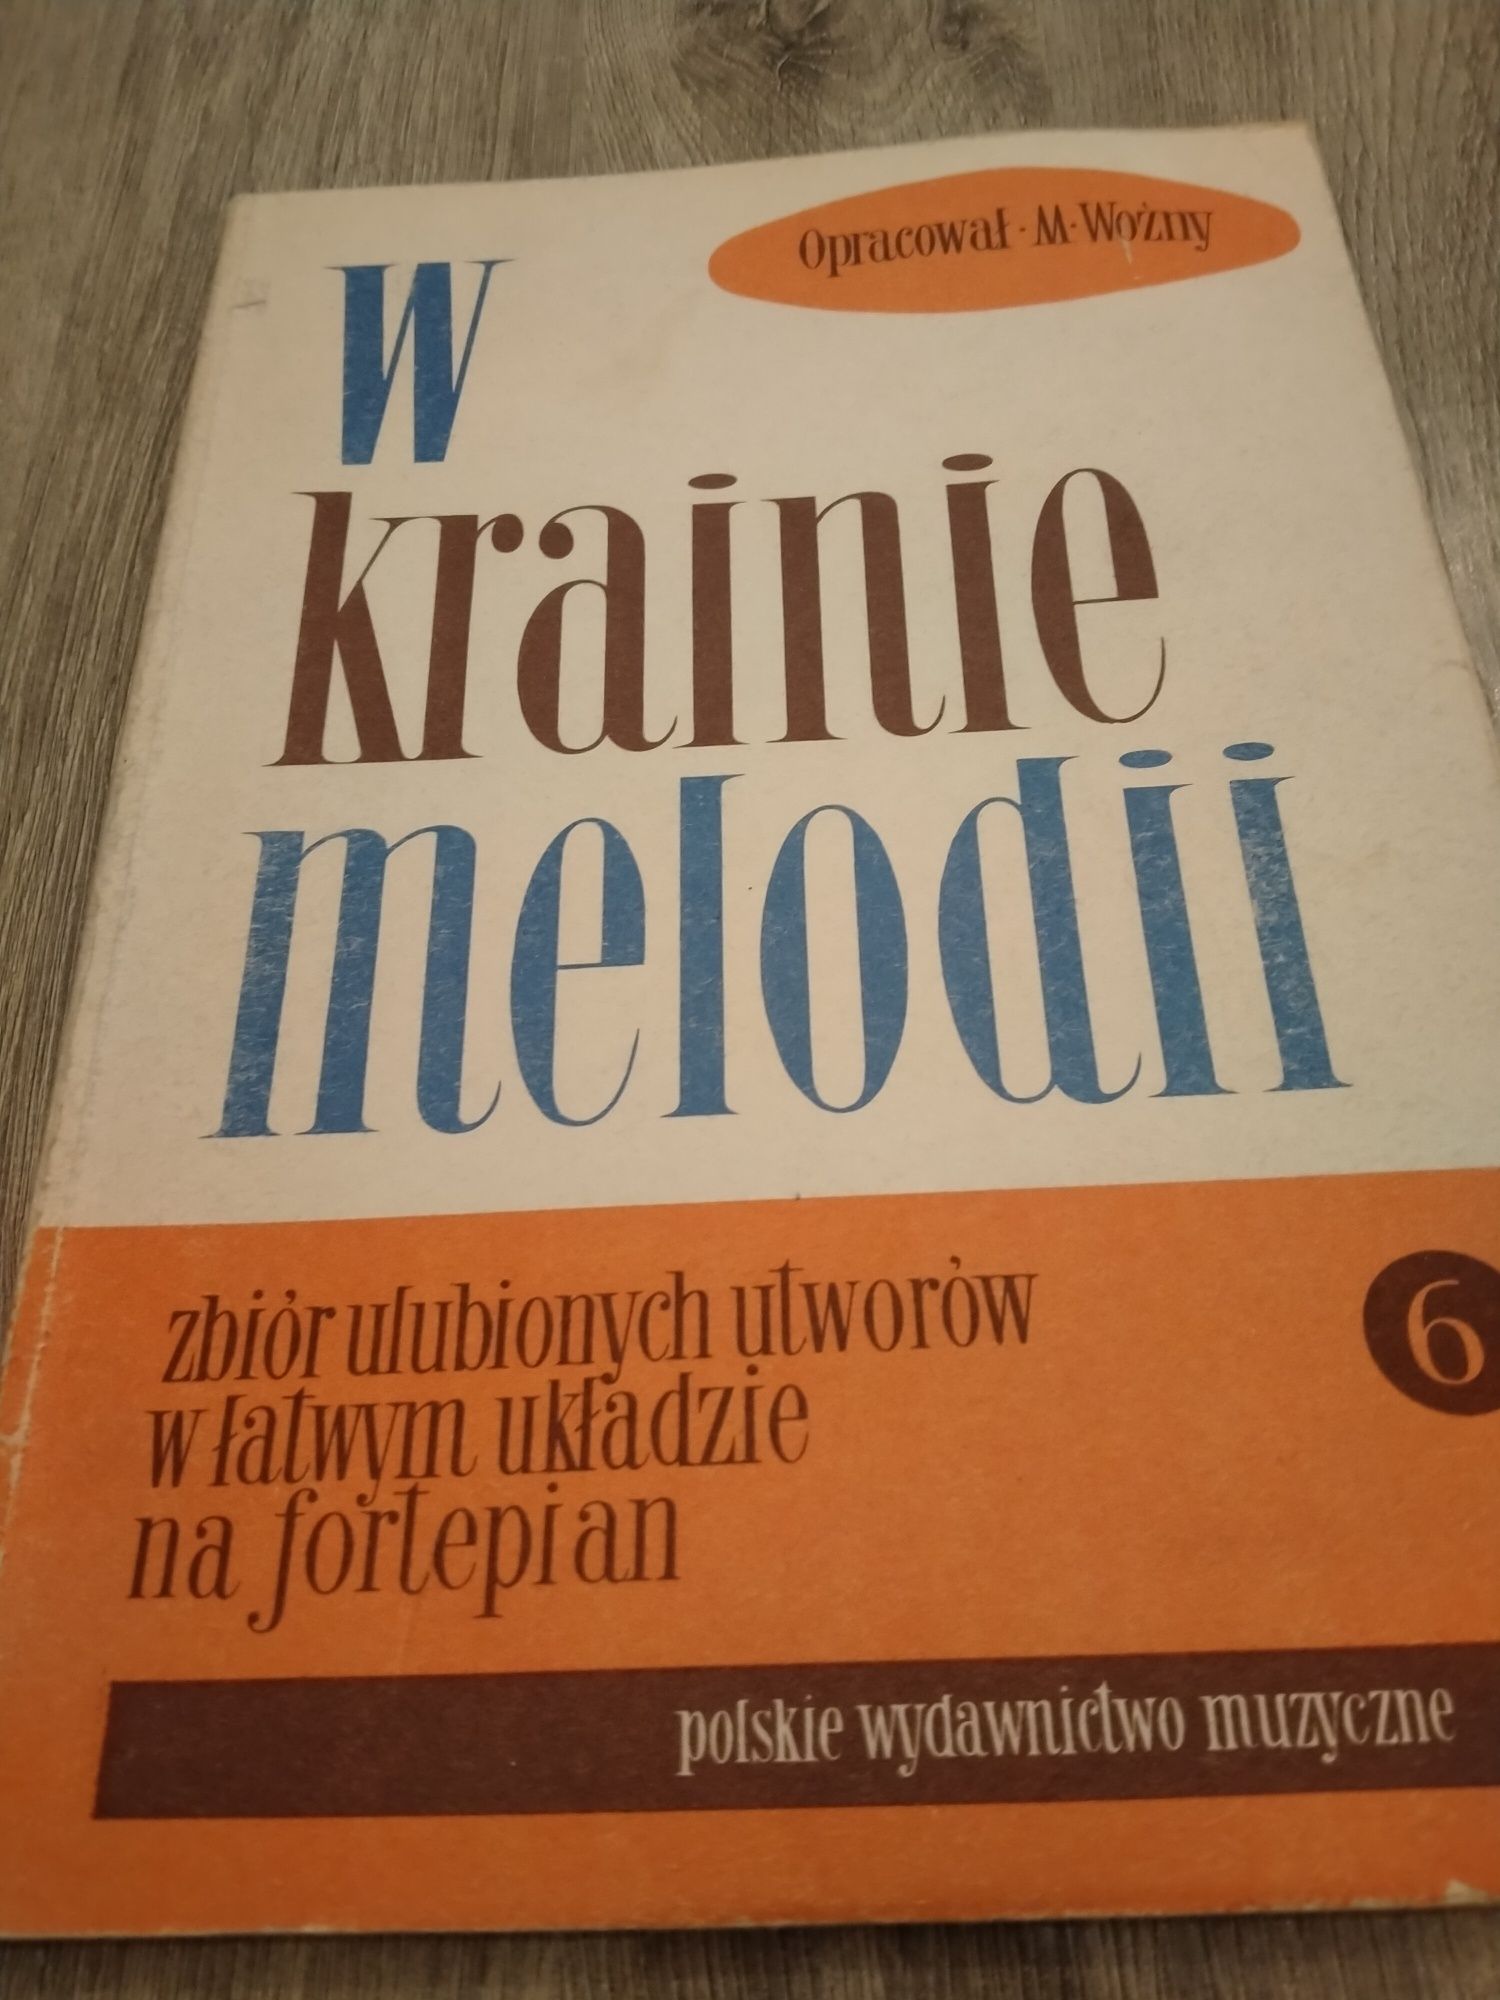 Opracował · M · Woźny
W
krainie
melodii
zbiór ulubionych utworów
w łatwym układzie
na fortepian
6
polskie wydawnictwo muzyczne